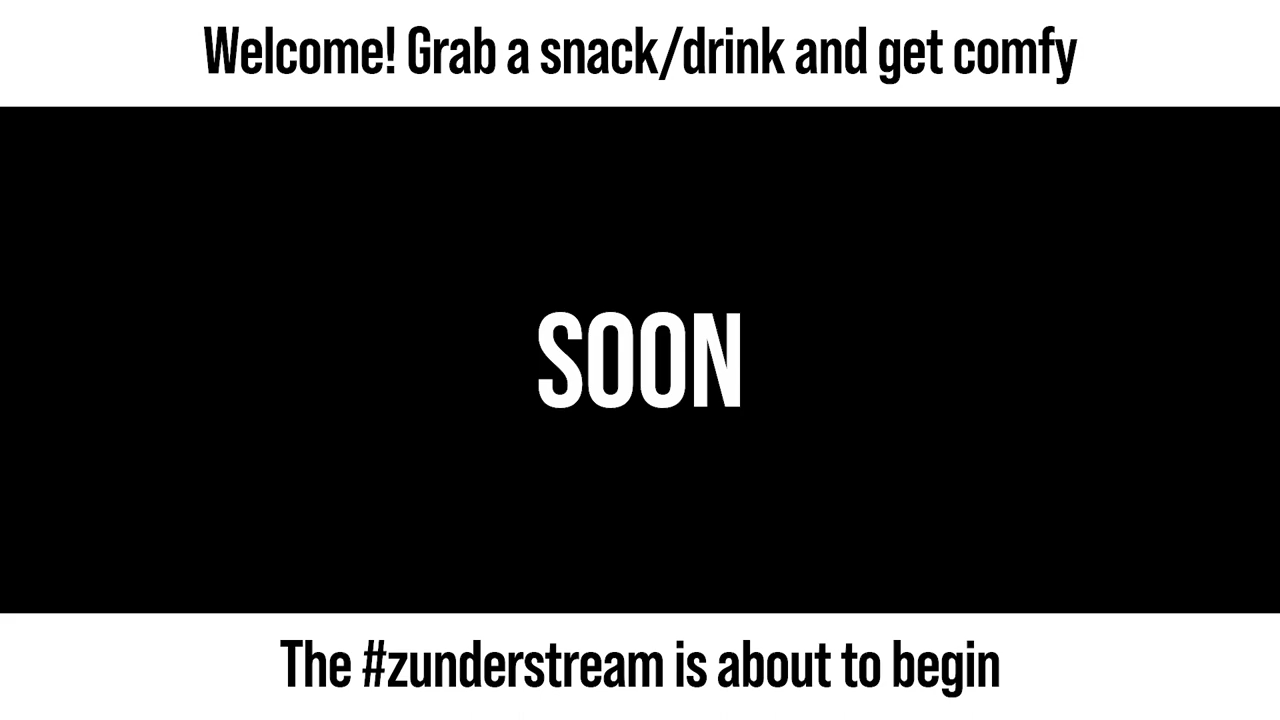 Welcome! Grab a snack/drink and get comfy
SOON
The #zunderstream is about to begin